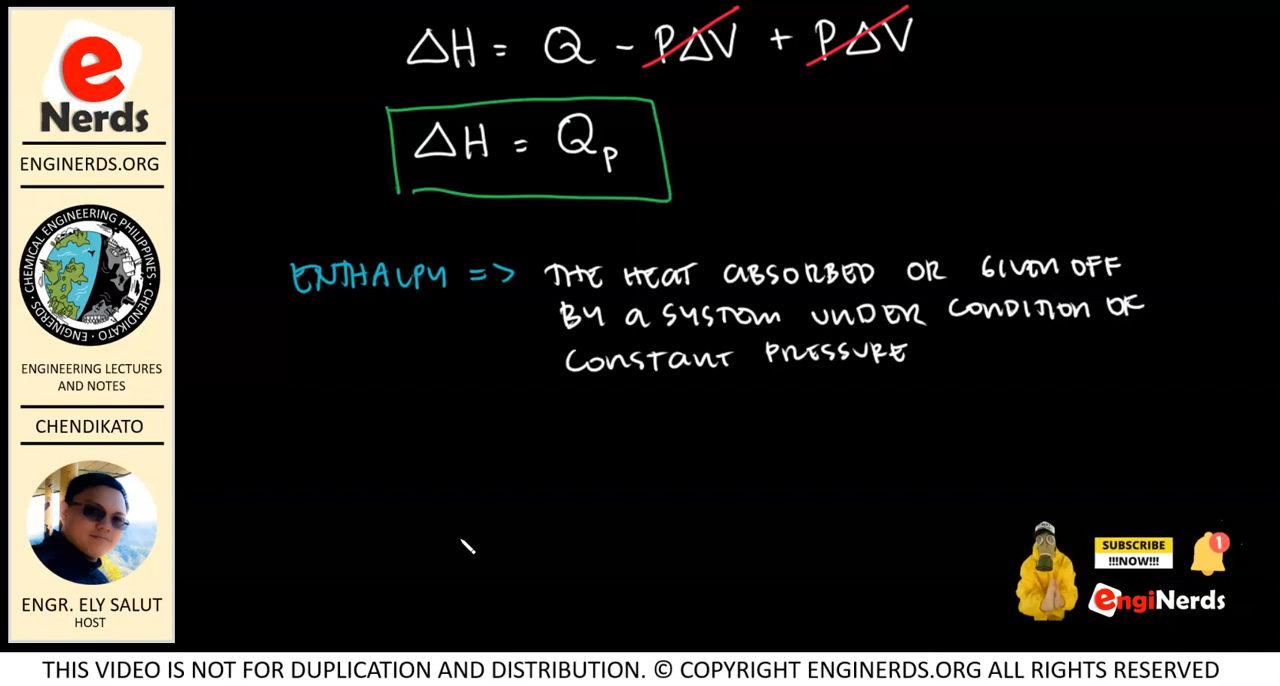 ΔH = Q - PΔV + PΔV
ΔH = Qp
ENTHALPY => THE HEAT ABSORBED OR GIVEN OFF
BY A SYSTEM UNDER CONDITION OF
CONSTANT PRESSURE
e
Nerds
ENGINERDS.ORG
CHEMICAL ENGINEERING PHILIPPINES
CHENDIKATO ENGINERDS
ENGINEERING LECTURES
AND NOTES
CHENDIKATO
ENGR. ELY SALUT
HOST
SUBSCRIBE
!!!NOW!!!
1
engiNerds
THIS VIDEO IS NOT FOR DUPLICATION AND DISTRIBUTION. © COPYRIGHT ENGINERDS.ORG ALL RIGHTS RESERVED